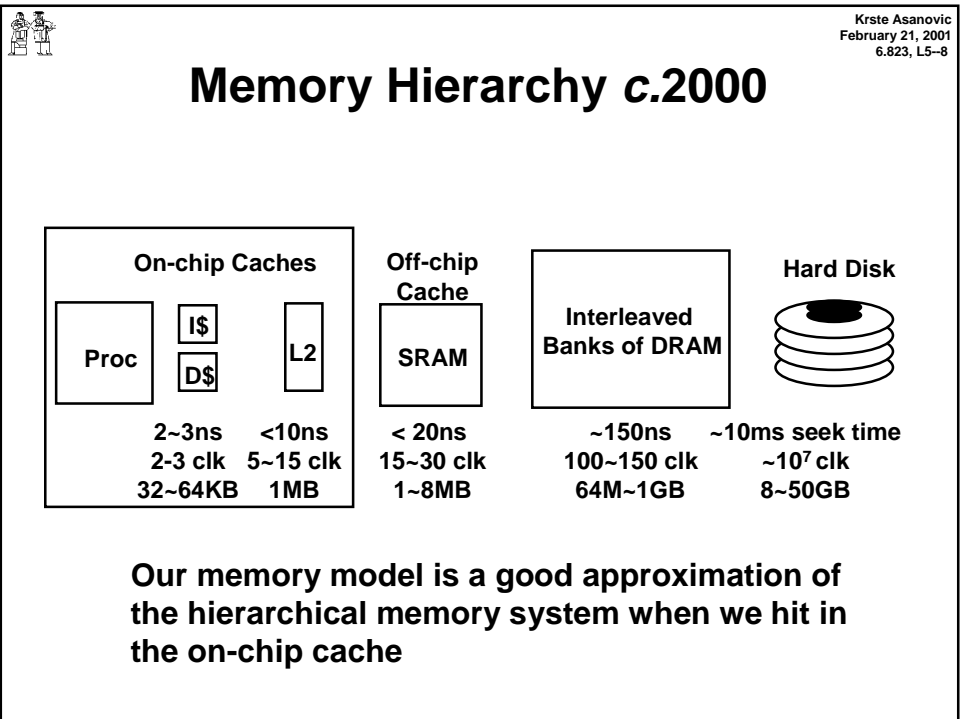 Krste Asanovic
February 21, 2001
6.823, L5--8
Memory Hierarchy c.2000
On-chip Caches
Proc
I$
D$
L2
2~3ns
2-3 clk
32~64KB
<10ns
5~15 clk
1MB
Off-chip
Cache
SRAM
< 20ns
15~30 clk
1~8MB
Interleaved
Banks of DRAM
~150ns
100~150 clk
64M~1GB
Hard Disk
~10ms seek time
~10⁷ clk
8~50GB
Our memory model is a good approximation of
the hierarchical memory system when we hit in
the on-chip cache